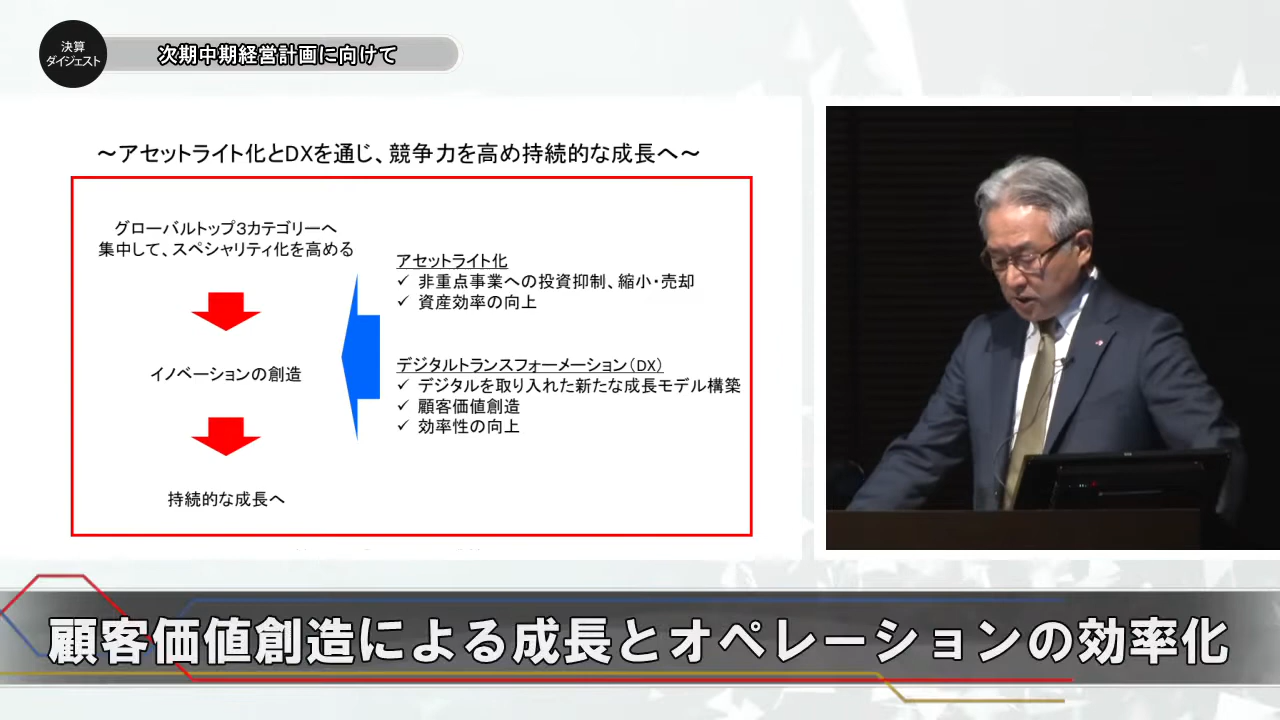 決算
ダイジェスト
次期中期経営計画に向けて
～アセットライト化とDXを通じ、競争力を高め持続的な成長へ～
グローバルトップ3カテゴリーへ
集中して、スペシャリティ化を高める
イノベーションの創造
持続的な成長へ
アセットライト化
✓ 非重点事業への投資抑制、縮小・売却
✓ 資産効率の向上
デジタルトランスフォーメーション（DX）
✓ デジタルを取り入れた新たな成長モデル構築
✓ 顧客価値創造
✓ 効率性の向上
顧客価値創造による成長とオペレーションの効率化